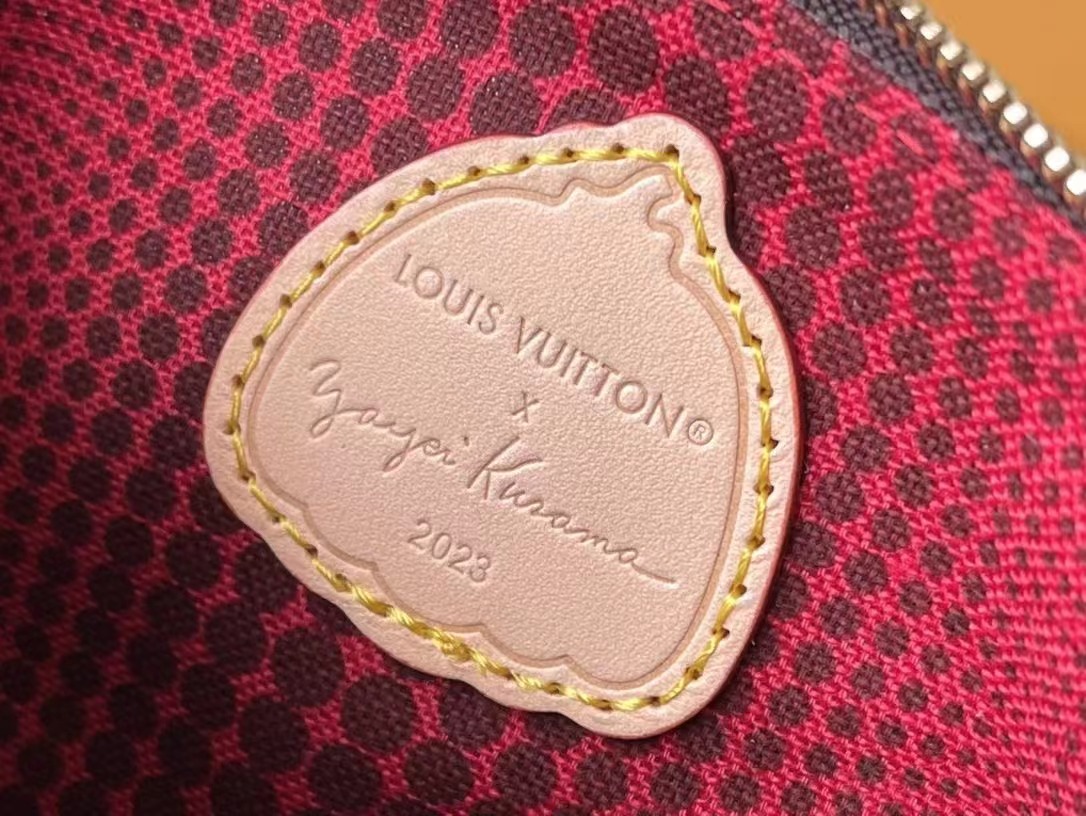 LOUIS VUITTON®
x
Yayoi Kusama
2023